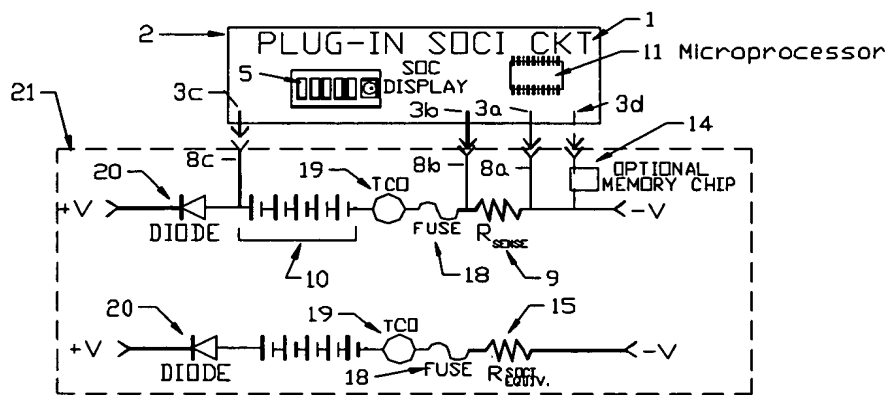 2
PLUG-IN SOCI CKT
1
11 Microprocessor
5
SOC
DISPLAY
3c
3b
3a
3d
21
14
8c
19
8b
8a
20
TCO
OPTIONAL
MEMORY CHIP
+V
-V
DIODE
FUSE
R SENSE
10
18
9
20
19
TCO
15
+V
-V
DIODE
18
FUSE
R SOCI
EQUIV.